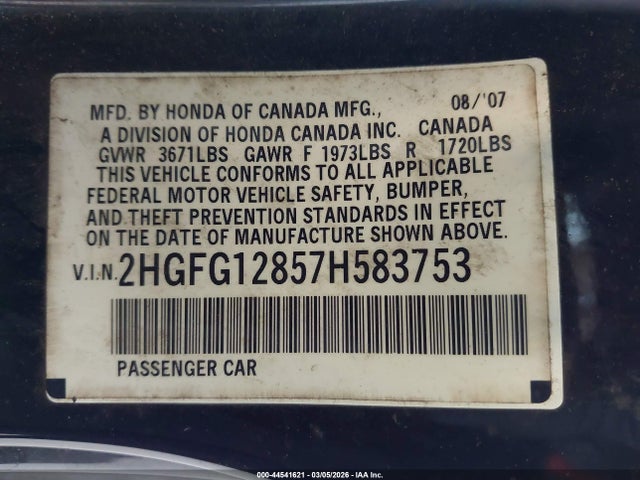 MFD. BY HONDA OF CANADA MFG., 08/'07
A DIVISION OF HONDA CANADA INC. CANADA
GVWR 3671LBS GAWR F 1973LBS R 1720LBS
THIS VEHICLE CONFORMS TO ALL APPLICABLE
FEDERAL MOTOR VEHICLE SAFETY, BUMPER,
AND THEFT PREVENTION STANDARDS IN EFFECT
ON THE DATE OF MANUFACTURE SHOWN ABOVE.
V.I.N. 2HGFG12857H583753
PASSENGER CAR
000-44541621 | 03/05/2026 - IAA Inc.